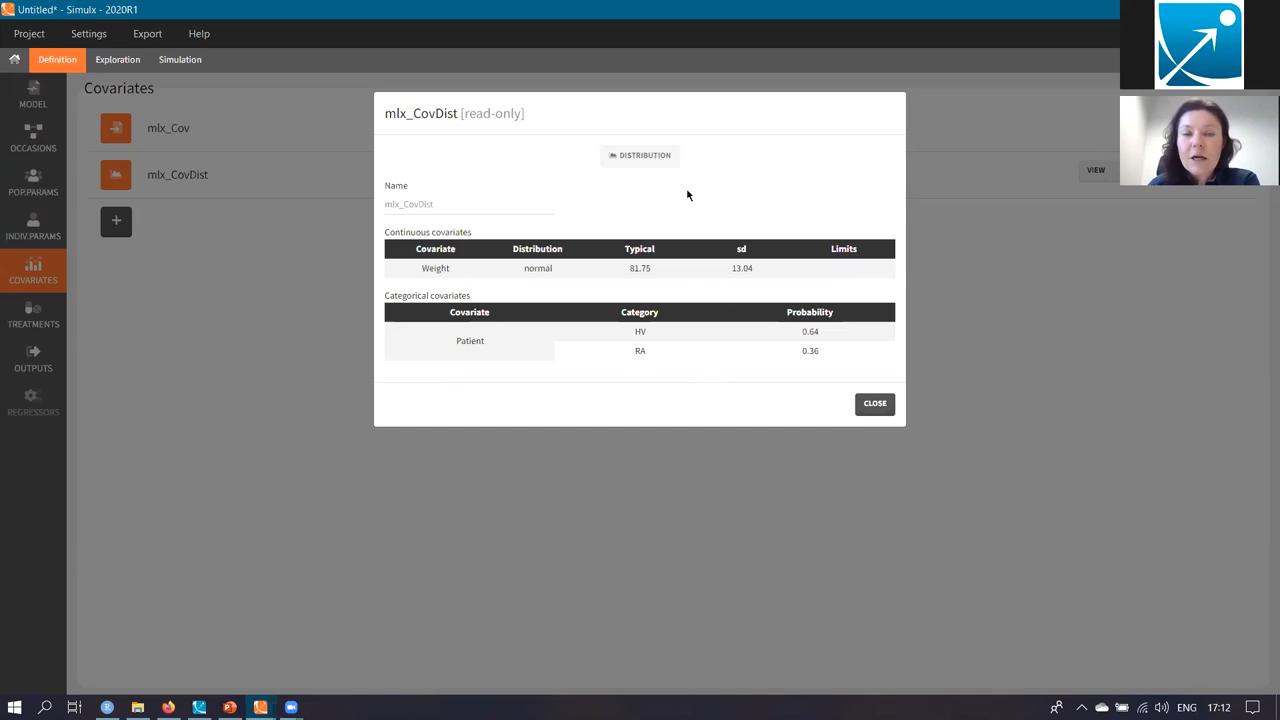 Untitled* - Simulx - 2020R1
Project Settings Export Help
Definition Exploration Simulation
Covariates
MODEL
OCCASIONS
POP.PARAMS
INDIV.PARAMS
COVARIATES
TREATMENTS
OUTPUTS
REGRESSORS
mlx_Cov
mlx_CovDist
VIEW
mlx_CovDist [read-only]
DISTRIBUTION
Name
mlx_CovDist
Continuous covariates
Covariate Distribution Typical sd Limits
Weight normal 81.75 13.04
Categorical covariates
Covariate Category Probability
Patient
HV 0.64
RA 0.36
CLOSE
ENG 17:12